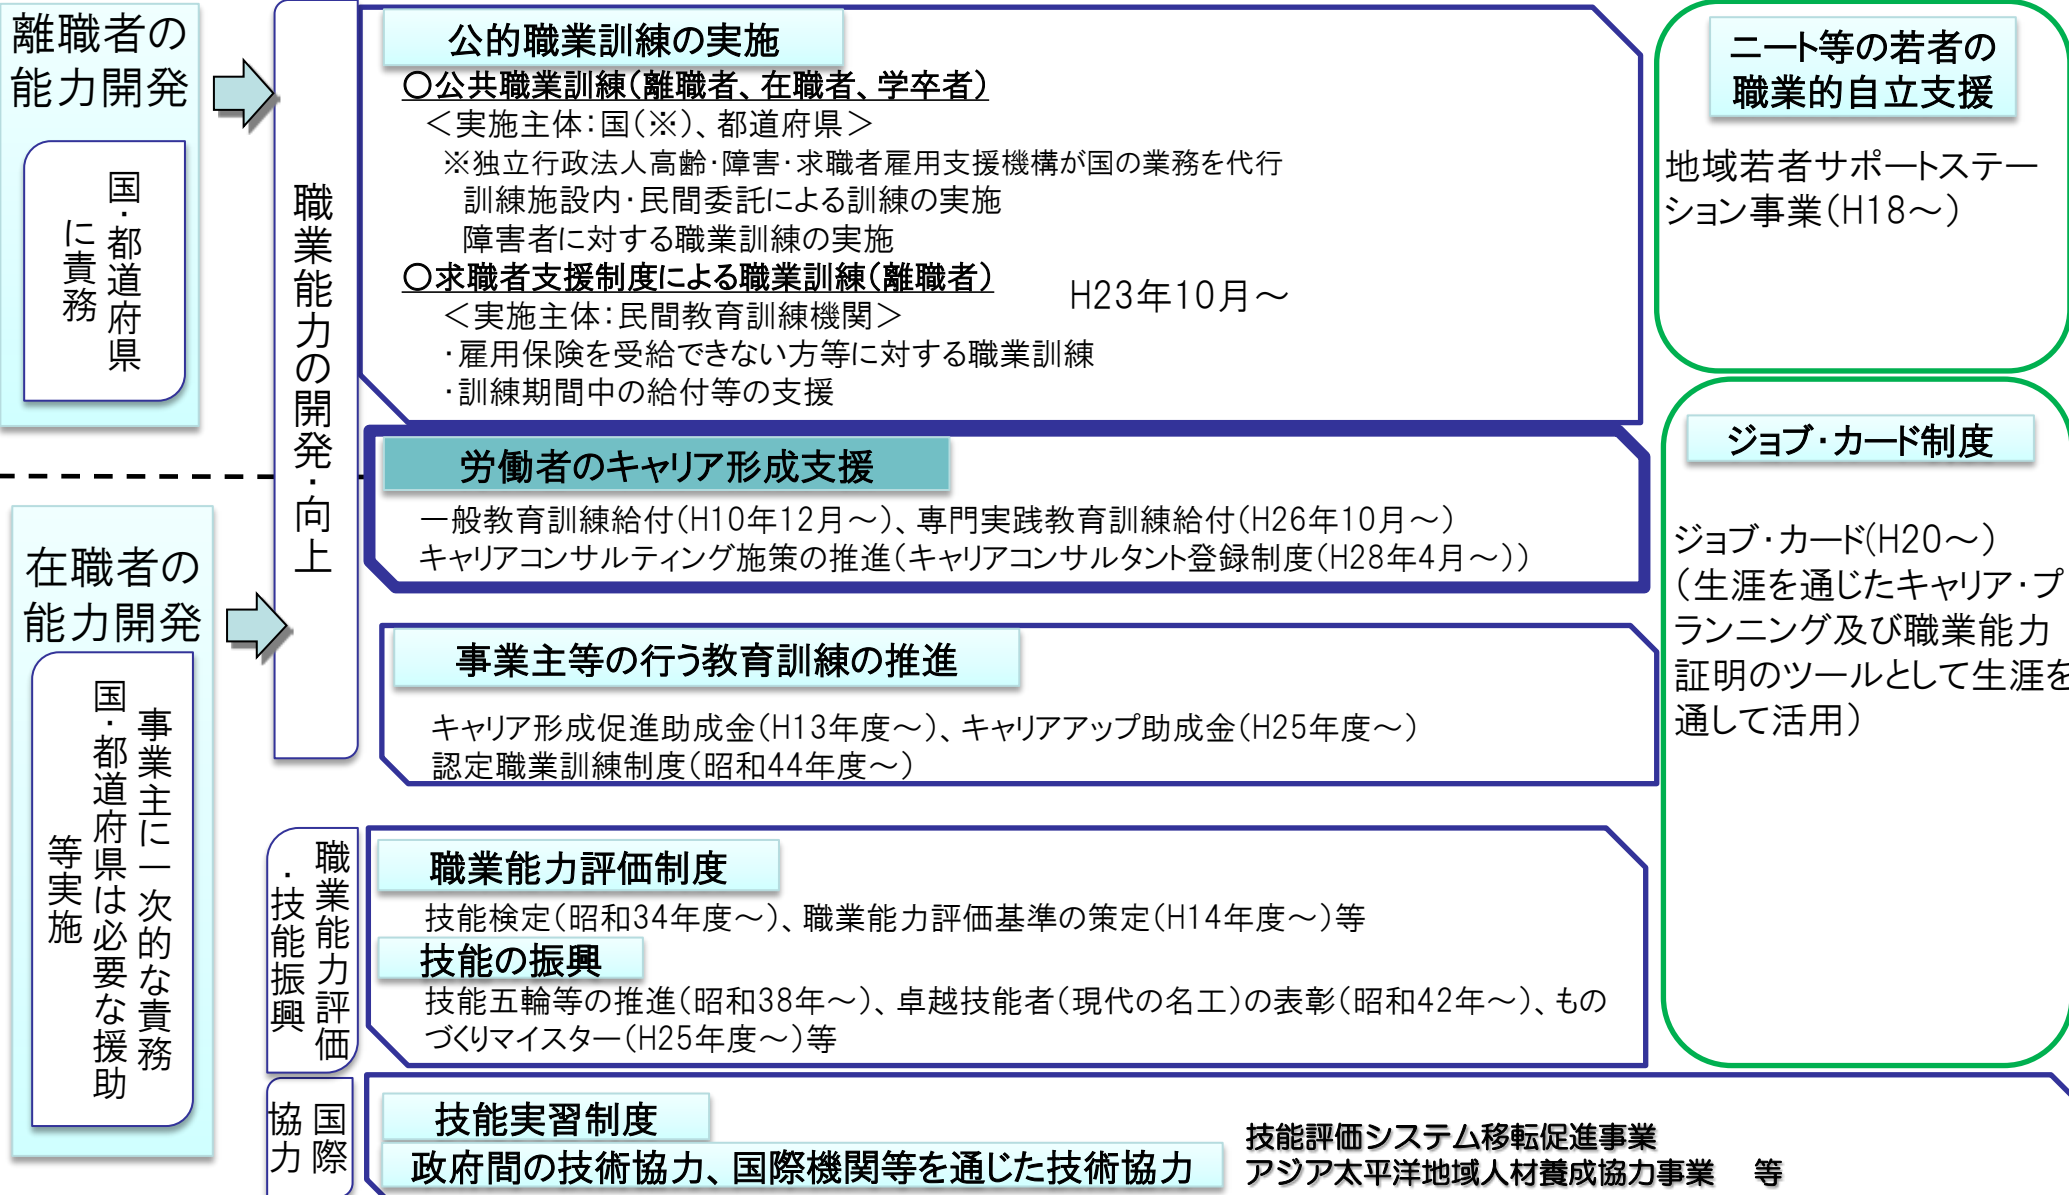 離職者の
能力開発
国・都道府県
に責務
在職者の
能力開発
事業主に一次的な責務
国・都道府県は必要な援助
等実施
職業能力の開発・向上
公的職業訓練の実施
○公共職業訓練(離職者、在職者、学卒者)
<実施主体:国(※)、都道府県>
※独立行政法人高齢・障害・求職者雇用支援機構が国の業務を代行
訓練施設内・民間委託による訓練の実施
障害者に対する職業訓練の実施
○求職者支援制度による職業訓練(離職者)
H23年10月~
<実施主体:民間教育訓練機関>
・雇用保険を受給できない方等に対する職業訓練
・訓練期間中の給付等の支援
労働者のキャリア形成支援
一般教育訓練給付(H10年12月~)、専門実践教育訓練給付(H26年10月~)
キャリアコンサルティング施策の推進(キャリアコンサルタント登録制度(H28年4月~))
事業主等の行う教育訓練の推進
キャリア形成促進助成金(H13年度~)、キャリアアップ助成金(H25年度~)
認定職業訓練制度(昭和44年度~)
職業能力評価
・技能振興
職業能力評価制度
技能検定(昭和34年度~)、職業能力評価基準の策定(H14年度~)等
技能の振興
技能五輪等の推進(昭和38年~)、卓越技能者(現代の名工)の表彰(昭和42年~)、もの
づくりマイスター(H25年度~)等
国際
協力
技能実習制度
政府間の技術協力、国際機関等を通じた技術協力
技能評価システム移転促進事業
アジア太平洋地域人材養成協力事業 等
ニート等の若者の
職業的自立支援
地域若者サポートステー
ション事業(H18~)
ジョブ・カード制度
ジョブ・カード(H20~)
(生涯を通じたキャリア・プ
ランニング及び職業能力
証明のツールとして生涯を
通して活用)